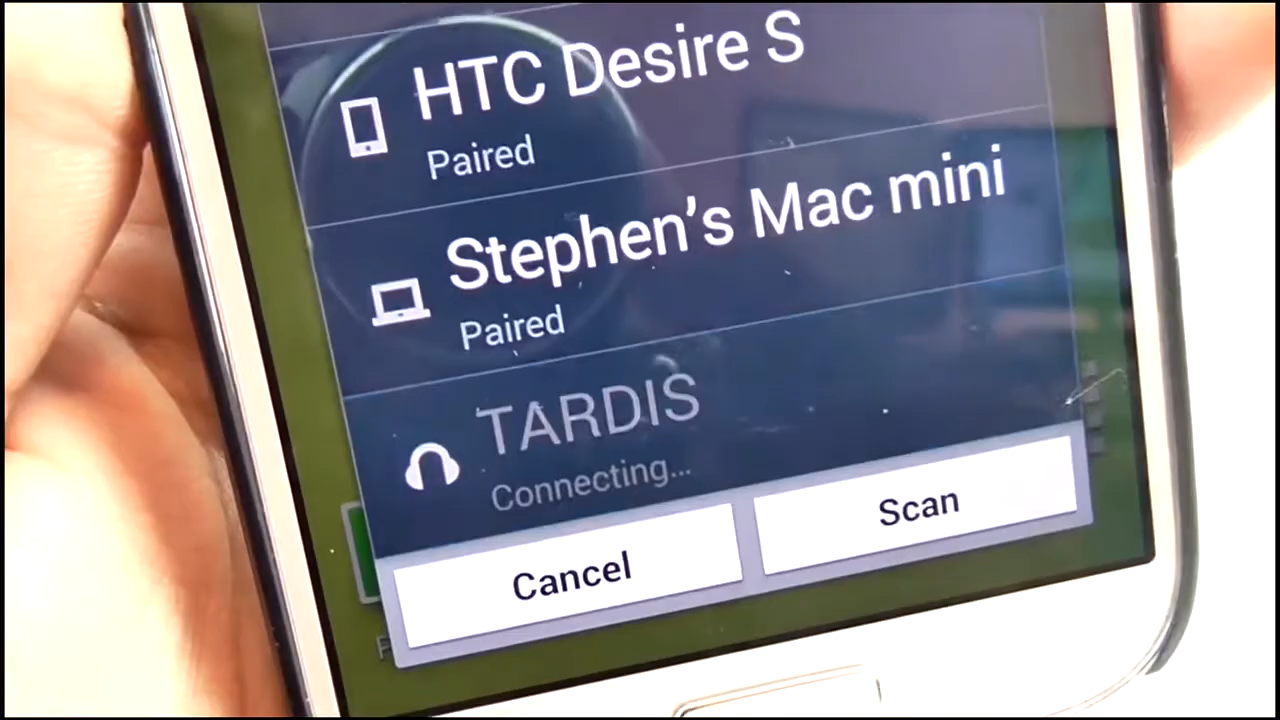 HTC Desire S
Paired
Stephen’s Mac mini
Paired
TARDIS
Connecting...
Cancel
Scan